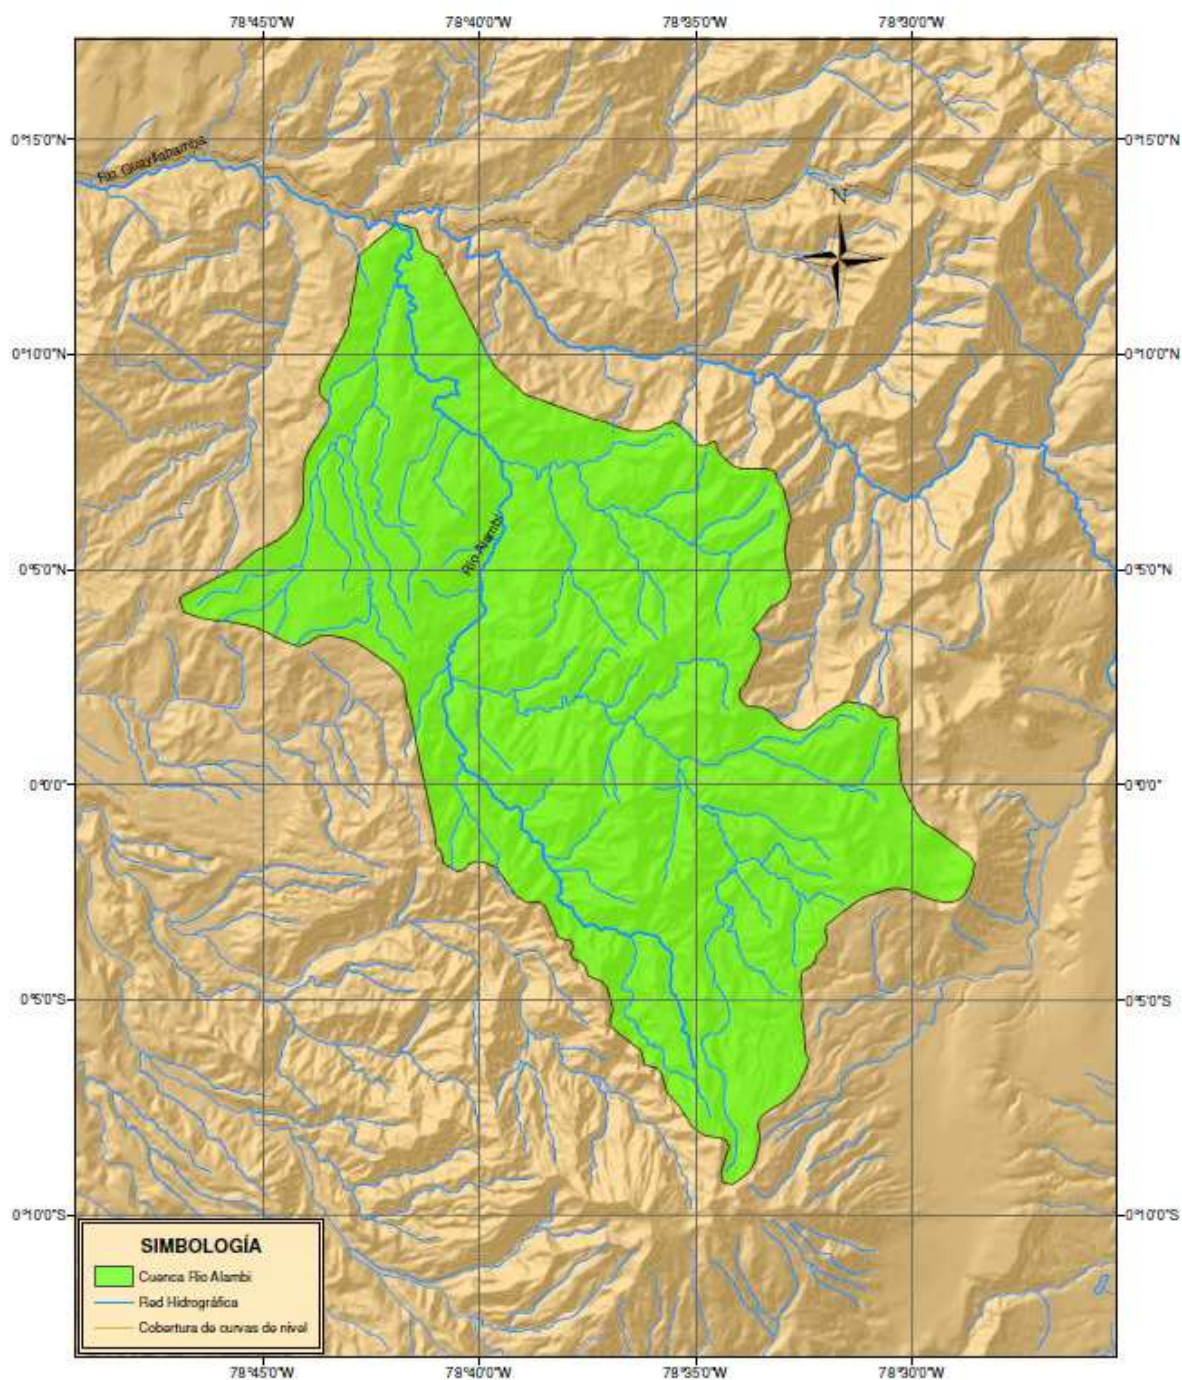 78°45'0"W 78°40'0"W 78°35'0"W 78°30'0"W
0°15'0"N 0°15'0"N
Río Guayllabamba
N
0°10'0"N 0°10'0"N
Río Alambi
0°5'0"N 0°5'0"N
0°0'0" 0°0'0"
0°5'0"S 0°5'0"S
0°10'0"S 0°10'0"S
SIMBOLOGÍA
Cuenca Rio Alambi
Red Hidrográfica
Cobertura de curvas de nivel
78°45'0"W 78°40'0"W 78°35'0"W 78°30'0"W